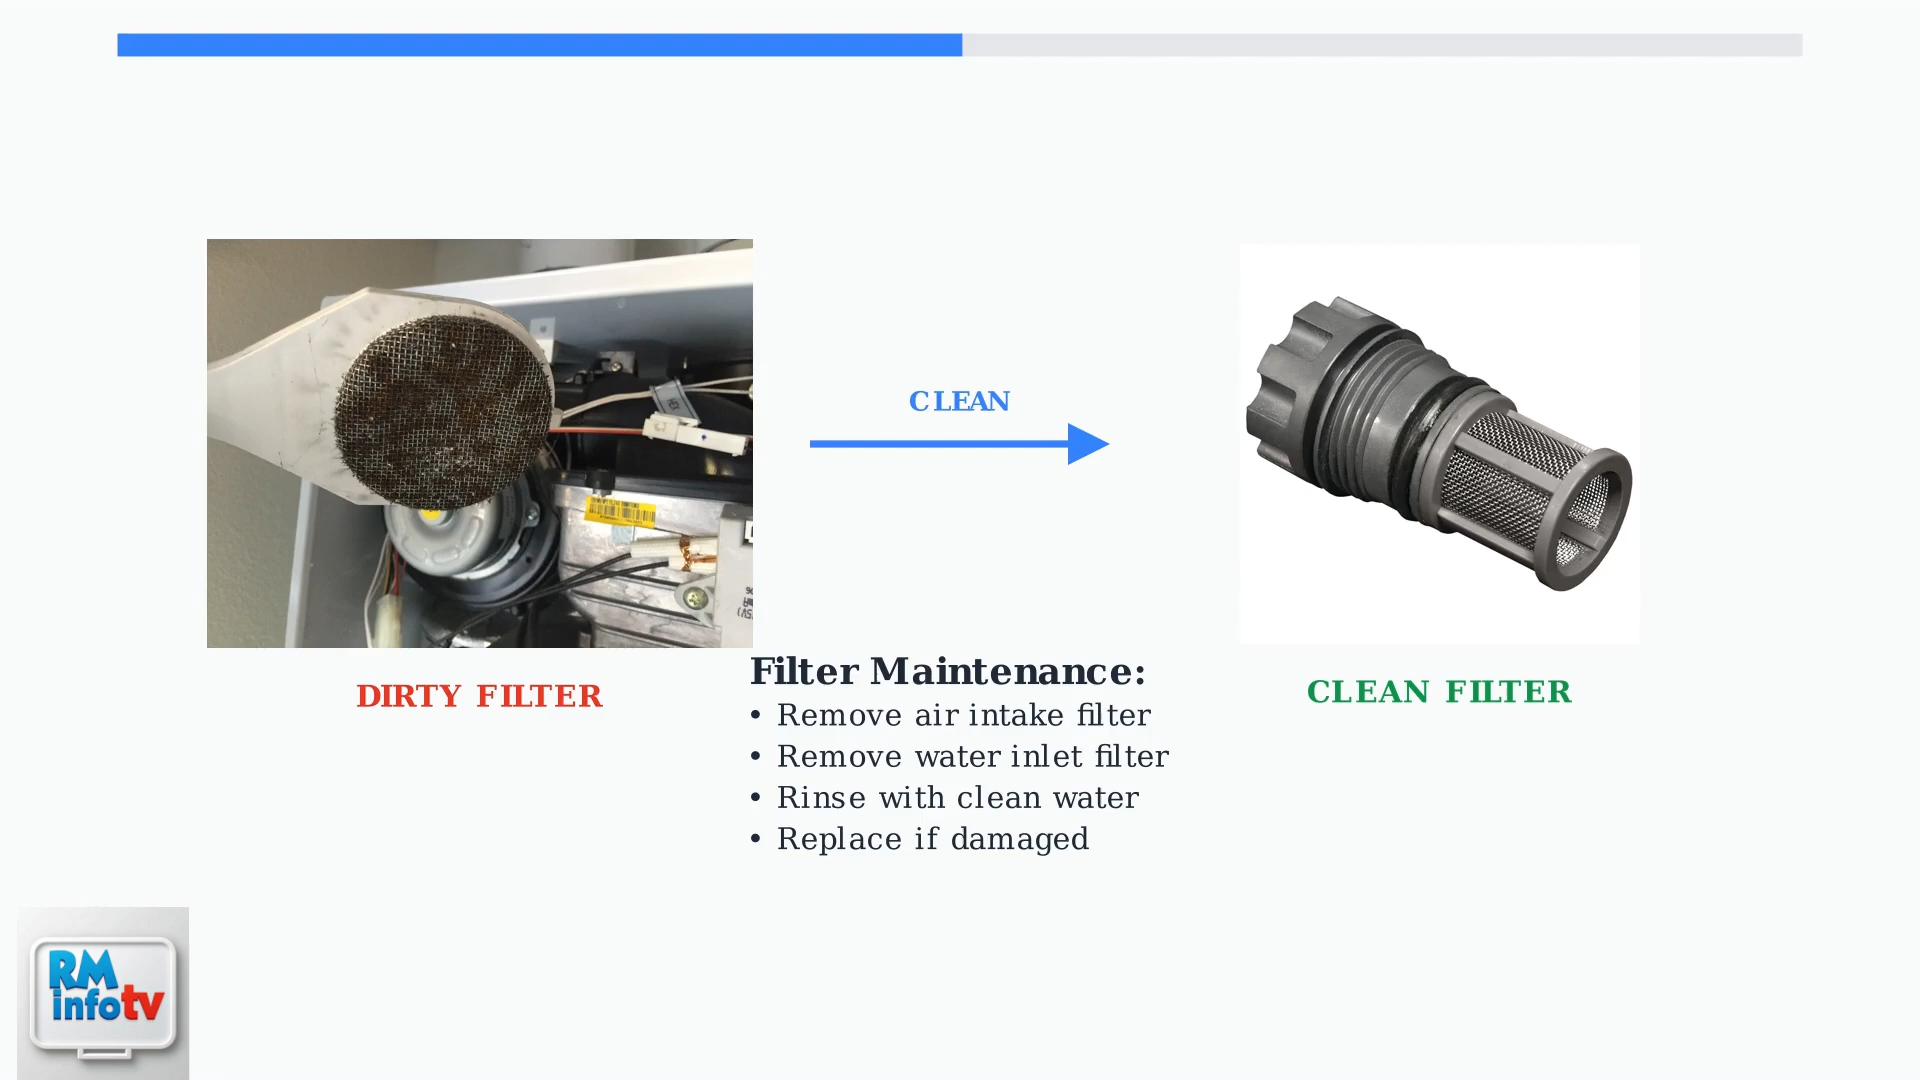 CLEAN
DIRTY FILTER
CLEAN FILTER
Filter Maintenance:
• Remove air intake filter
• Remove water inlet filter
• Rinse with clean water
• Replace if damaged
RM
infotv